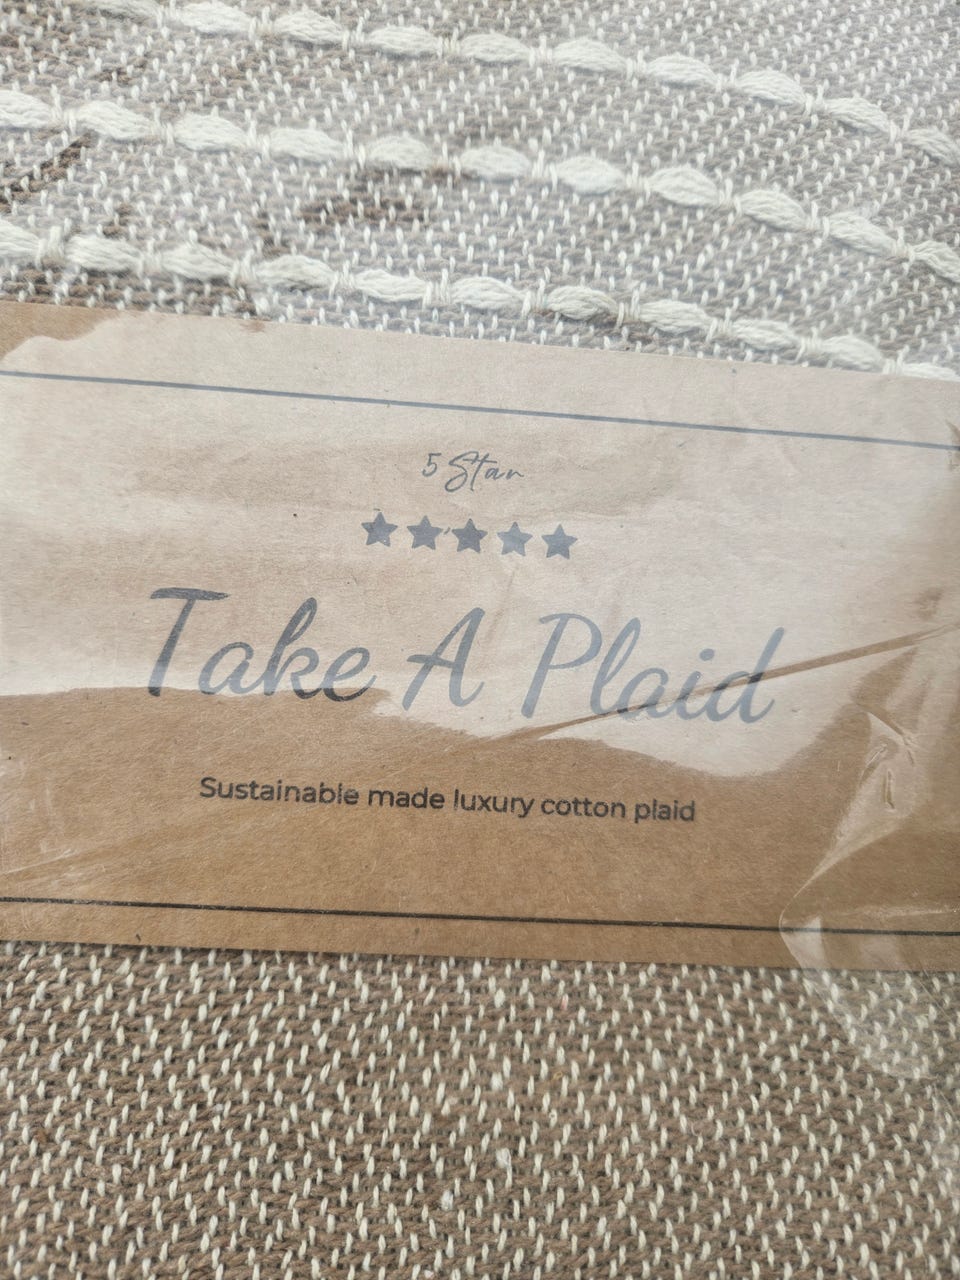 5 Star
Take A Plaid
Sustainable made luxury cotton plaid